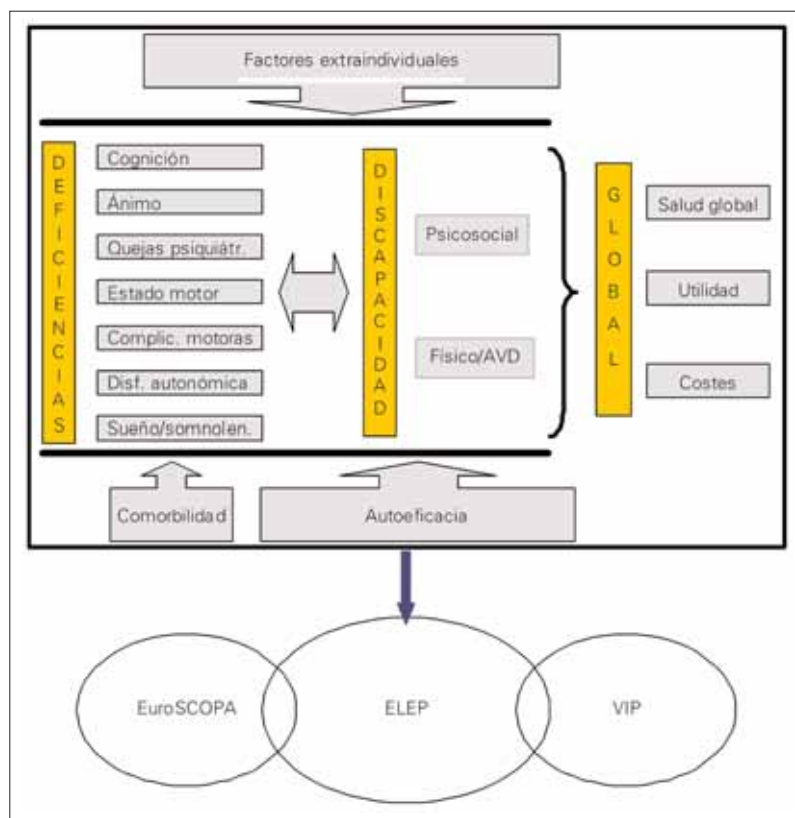 Factores extraindividuales
DEFICIENCIAS
Cognición
Ánimo
Quejas psiquiátr.
Estado motor
Complic. motoras
Disf. autonómica
Sueño/somnolen.
DISCAPACIDAD
Psicosocial
Físico/AVD
GLOBAL
Salud global
Utilidad
Costes
Comorbilidad
Autoeficacia
EuroSCOPA
ELEP
VIP